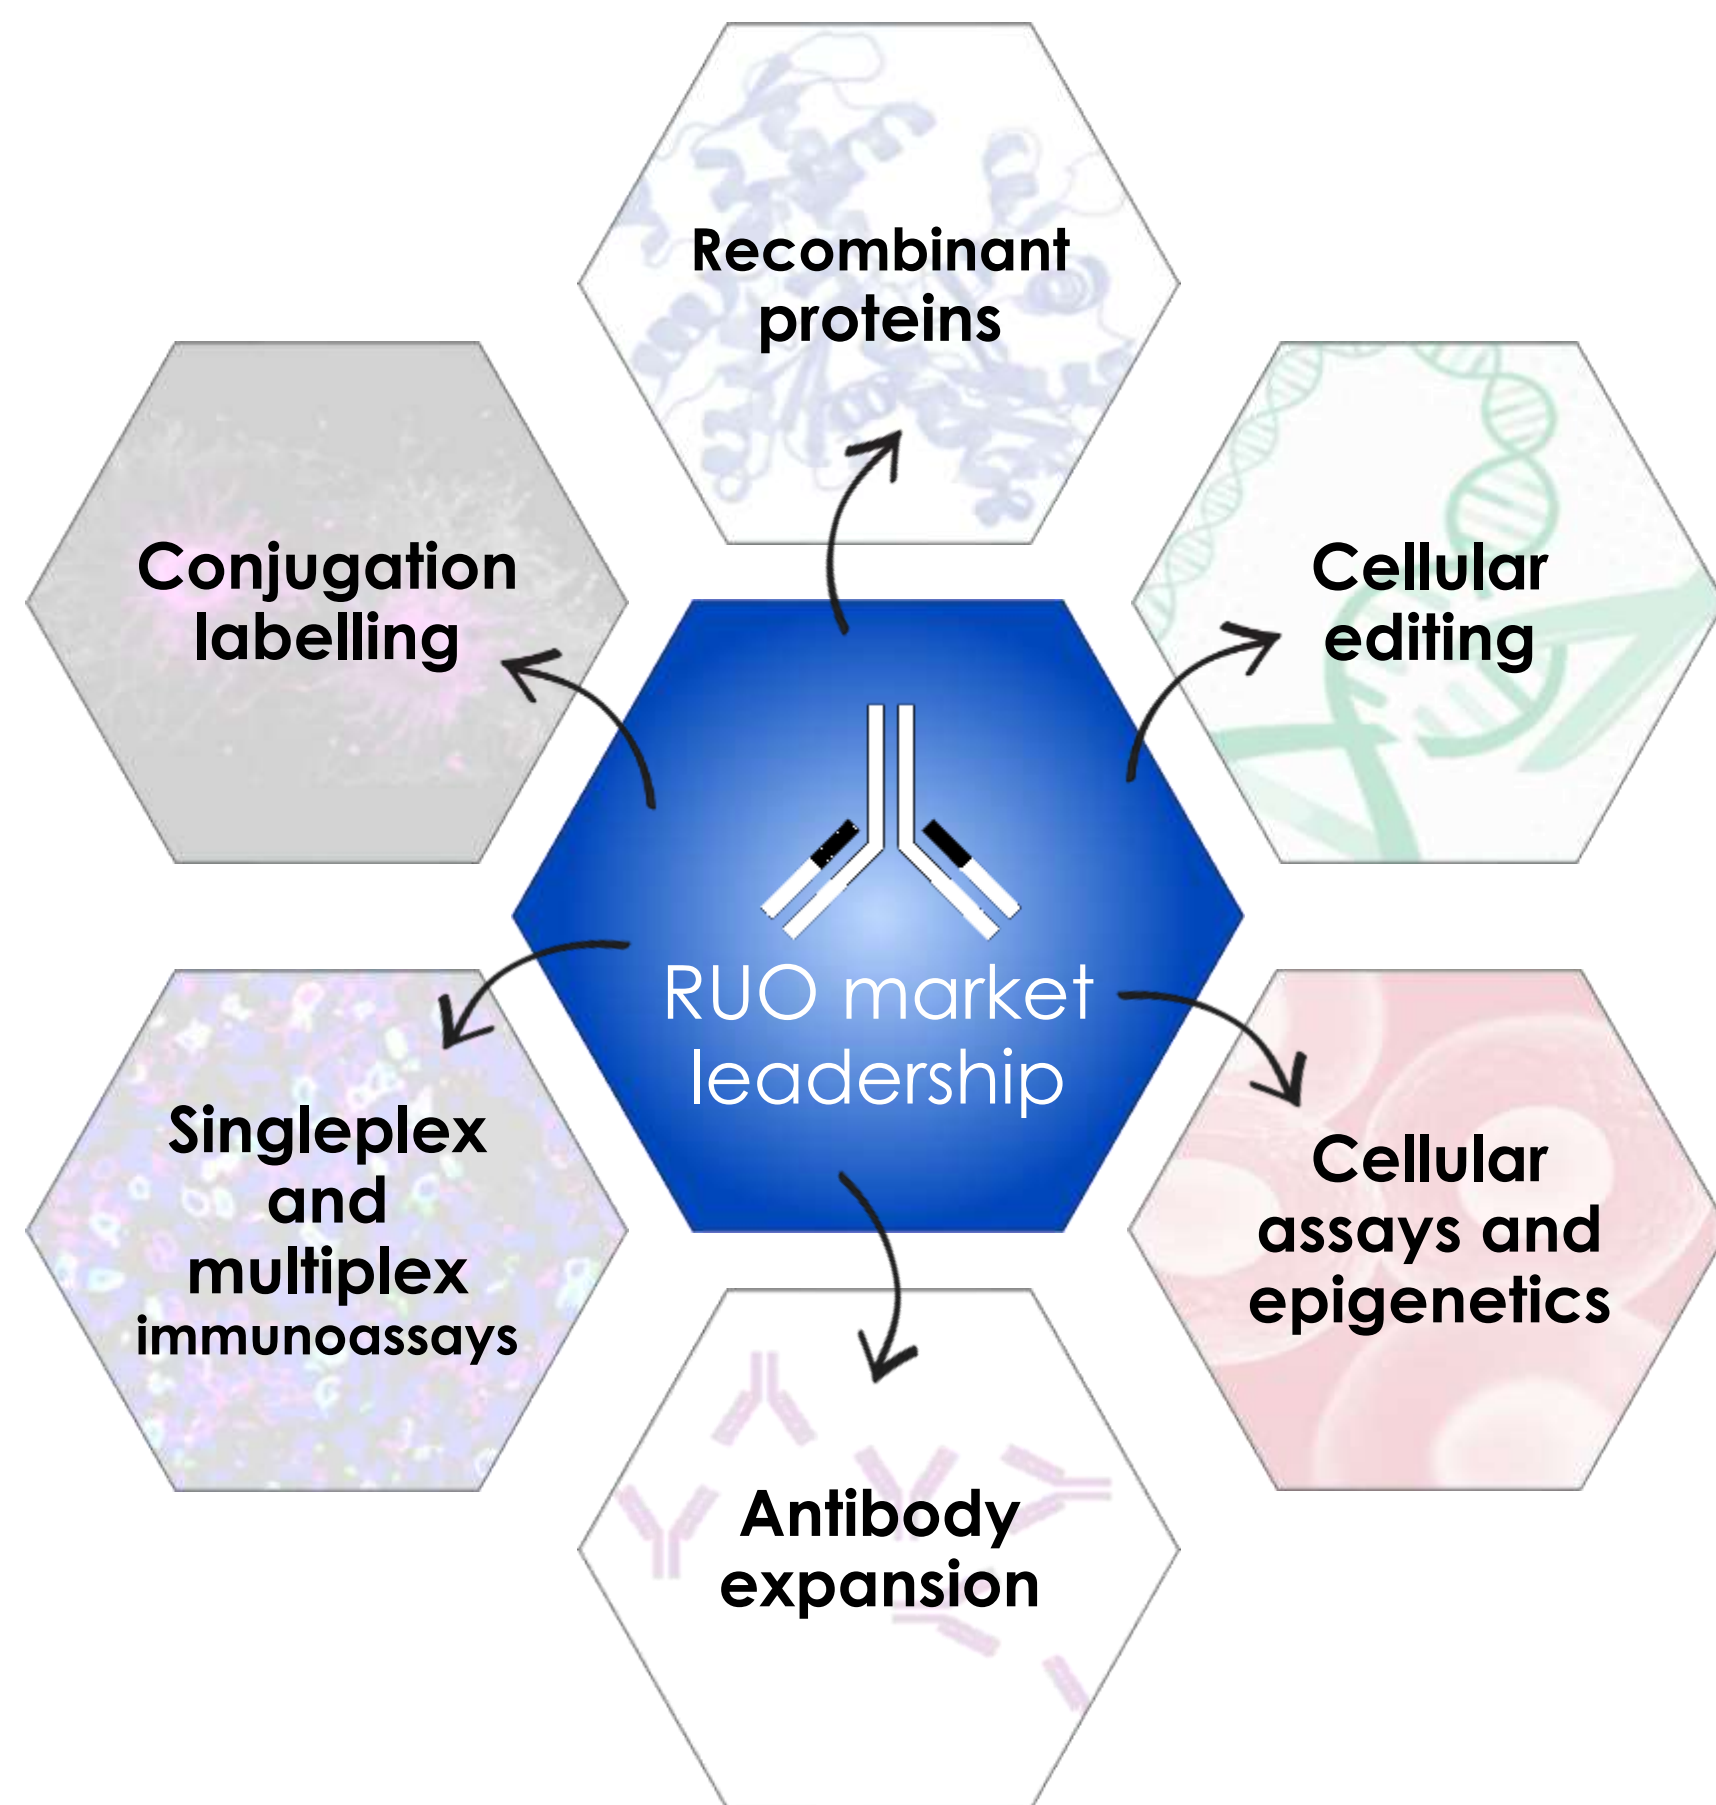 Recombinant
proteins
Conjugation
labelling
Cellular
editing
RUO market
leadership
Singleplex
and
multiplex
immunoassays
Cellular
assays and
epigenetics
Antibody
expansion